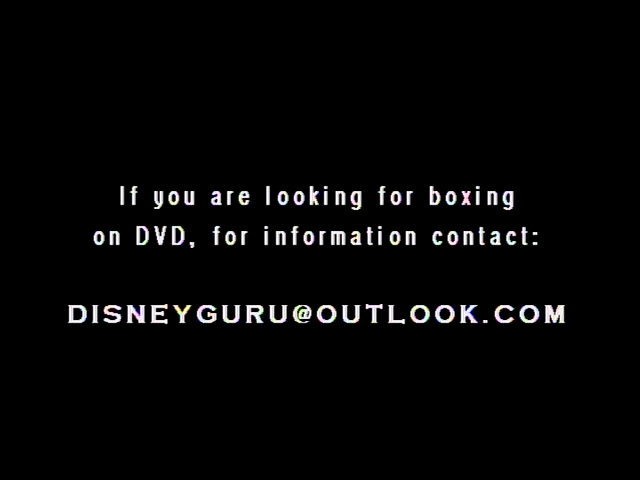 If you are looking for boxing
on DVD, for information contact:
DISNEYGURU@OUTLOOK.COM